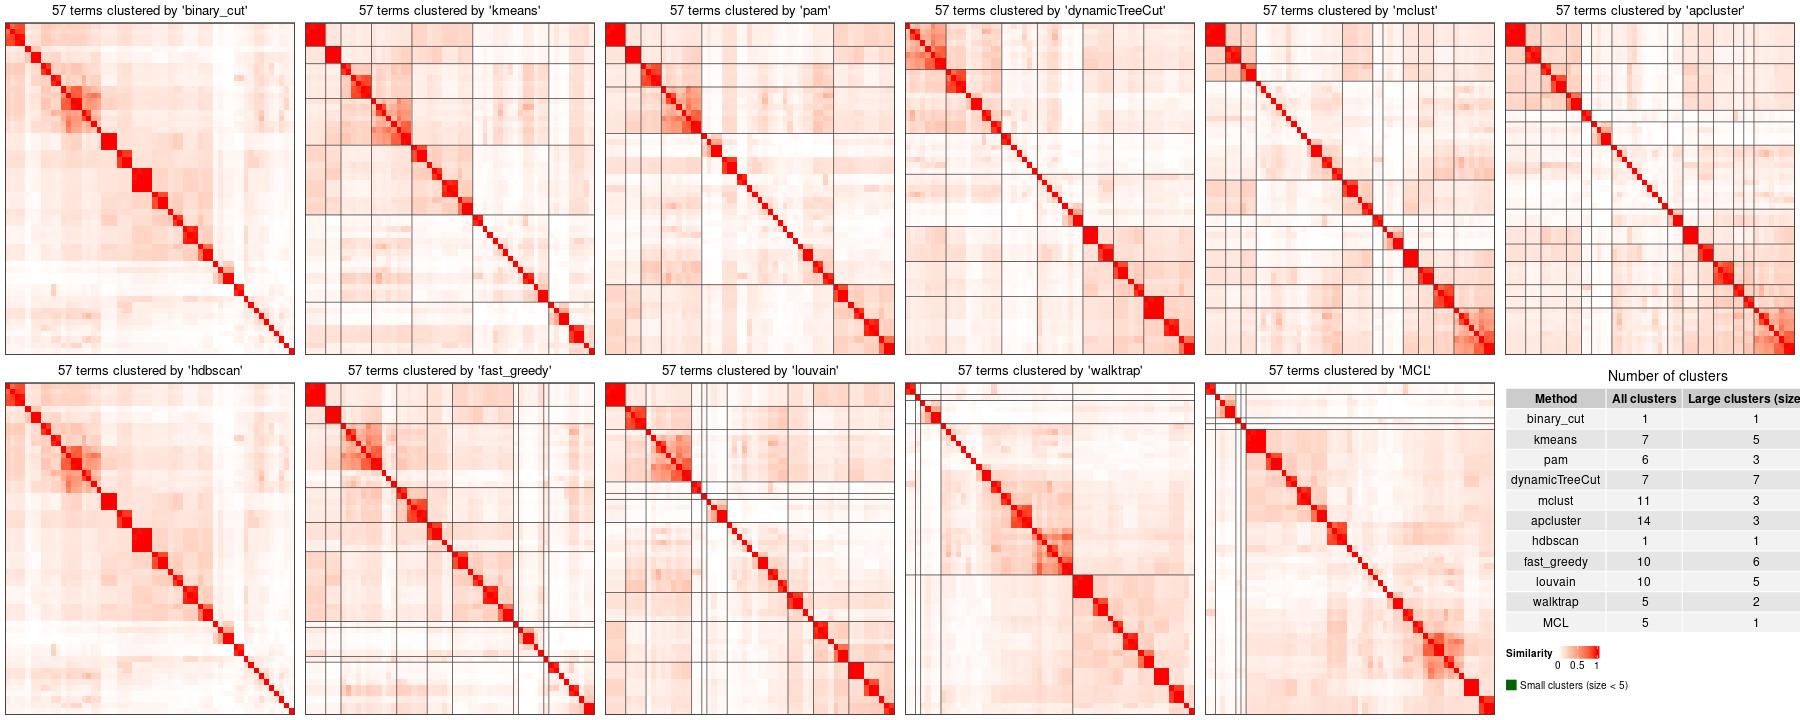 57 terms clustered by 'binary_cut'
57 terms clustered by 'kmeans'
57 terms clustered by 'pam'
57 terms clustered by 'dynamicTreeCut'
57 terms clustered by 'mclust'
57 terms clustered by 'apcluster'
57 terms clustered by 'hdbscan'
57 terms clustered by 'fast_greedy'
57 terms clustered by 'louvain'
57 terms clustered by 'walktrap'
57 terms clustered by 'MCL'
Number of clusters
Method All clusters Large clusters (size
binary_cut 1 1
kmeans 7 5
pam 6 3
dynamicTreeCut 7 7
mclust 11 3
apcluster 14 3
hdbscan 1 1
fast_greedy 10 6
louvain 10 5
walktrap 5 2
MCL 5 1
Similarity
0 0.5 1
Small clusters (size < 5)